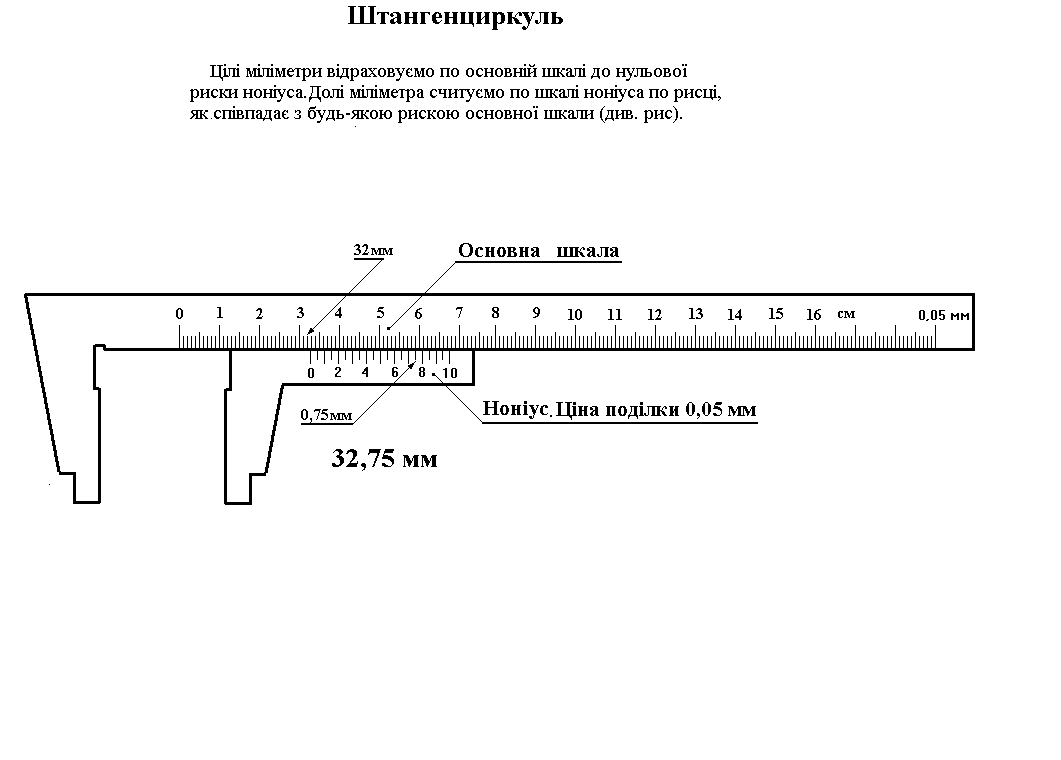 Штангенциркуль
Цілі міліметри відраховуємо по основній шкалі до нульової
риски ноніуса.Долі міліметра считуємо по шкалі ноніуса по рисці,
як співпадає з будь-якою рискою основної шкали (див. рис).
32мм
Основна шкала
0 1 2 3 4 5 6 7 8 9 10 11 12 13 14 15 16 см 0,05 мм
0 2 4 6 8 10
0,75мм
Ноніус. Ціна поділки 0,05 мм
32,75 мм